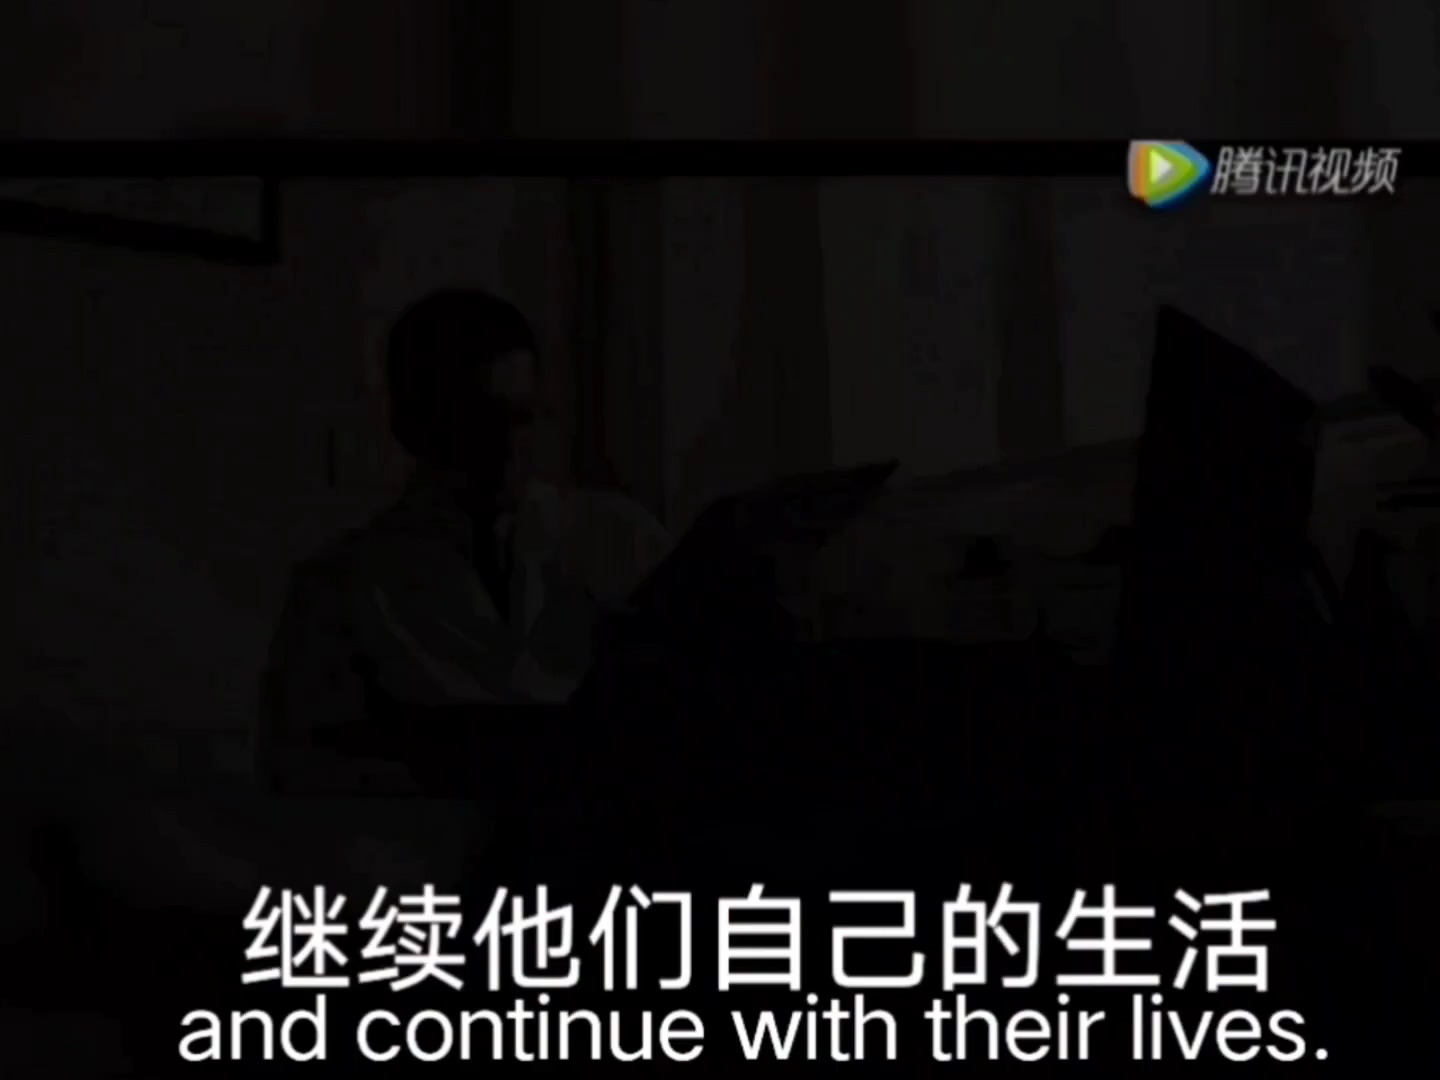 腾讯视频
继续他们自己的生活
and continue with their lives.